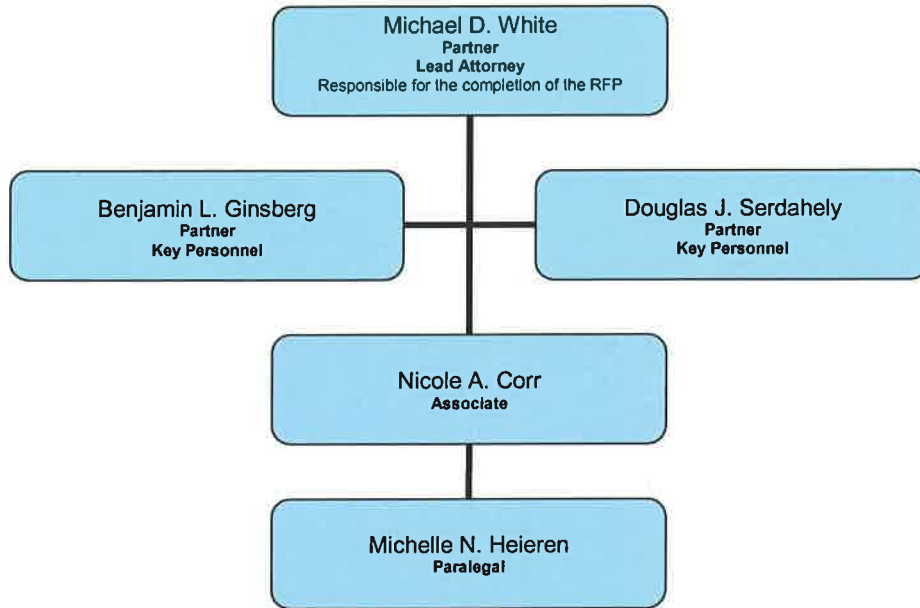 Michael D. White
Partner
Lead Attorney
Responsible for the completion of the RFP
Benjamin L. Ginsberg
Partner
Key Personnel
Douglas J. Serdahely
Partner
Key Personnel
Nicole A. Corr
Associate
Michelle N. Heieren
Paralegal